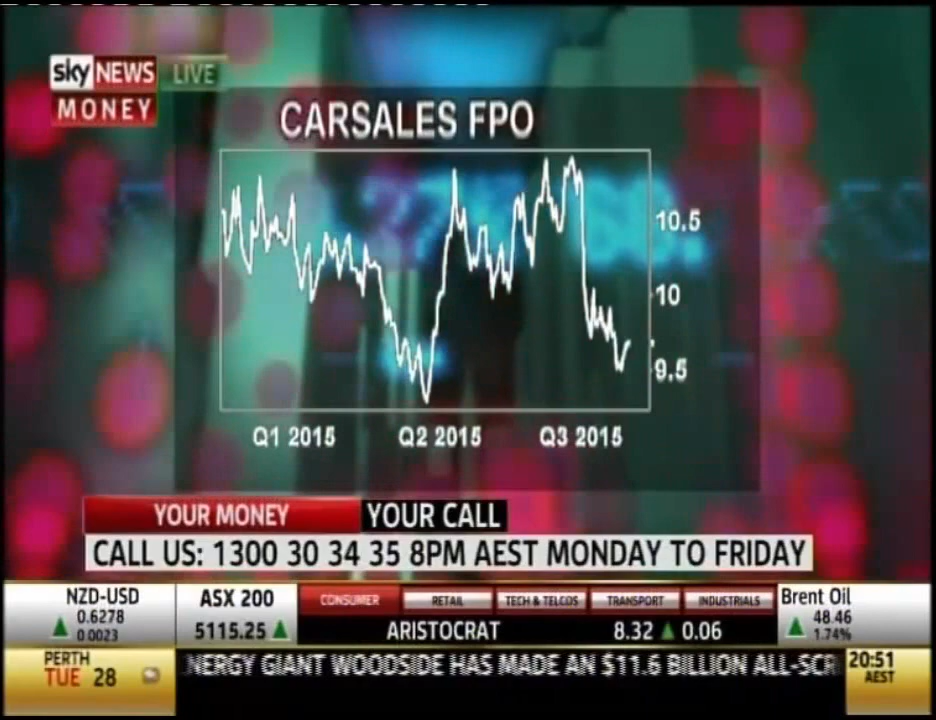 sky NEWS LIVE
MONEY
CARSALES FPO
10.5
10
9.5
Q1 2015 Q2 2015 Q3 2015
YOUR MONEY YOUR CALL
CALL US: 1300 30 34 35 8PM AEST MONDAY TO FRIDAY
NZD-USD
0.6278
0.0023
ASX 200
5115.25
CONSUMER RETAIL TECH & TELCOS TRANSPORT INDUSTRIALS
ARISTOCRAT 8.32 0.06
Brent Oil
48.46
1.74%
PERTH
TUE 28
NERGY GIANT WOODSIDE HAS MADE AN $11.6 BILLION ALL-SCR
20:51
AEST